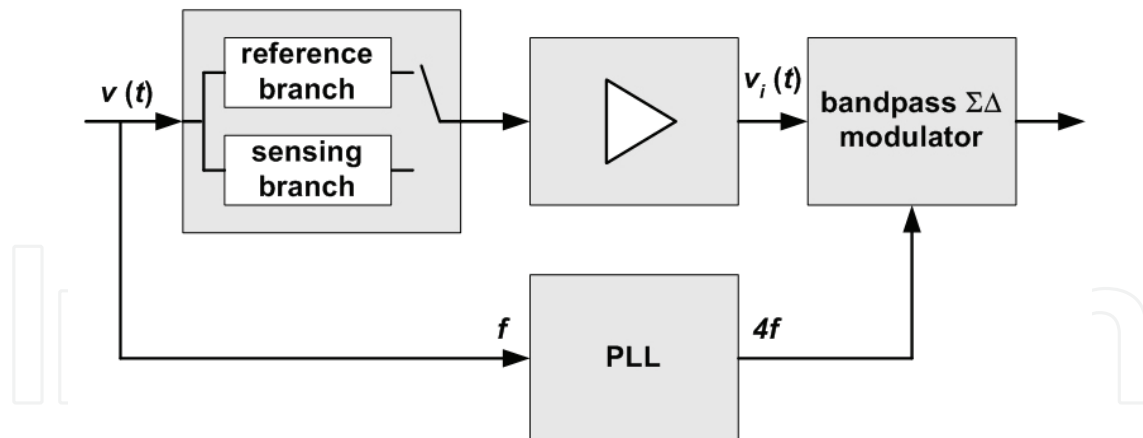 reference
branch
v (t)
sensing
branch
v_i (t)
bandpass ΣΔ
modulator
f
PLL
4f